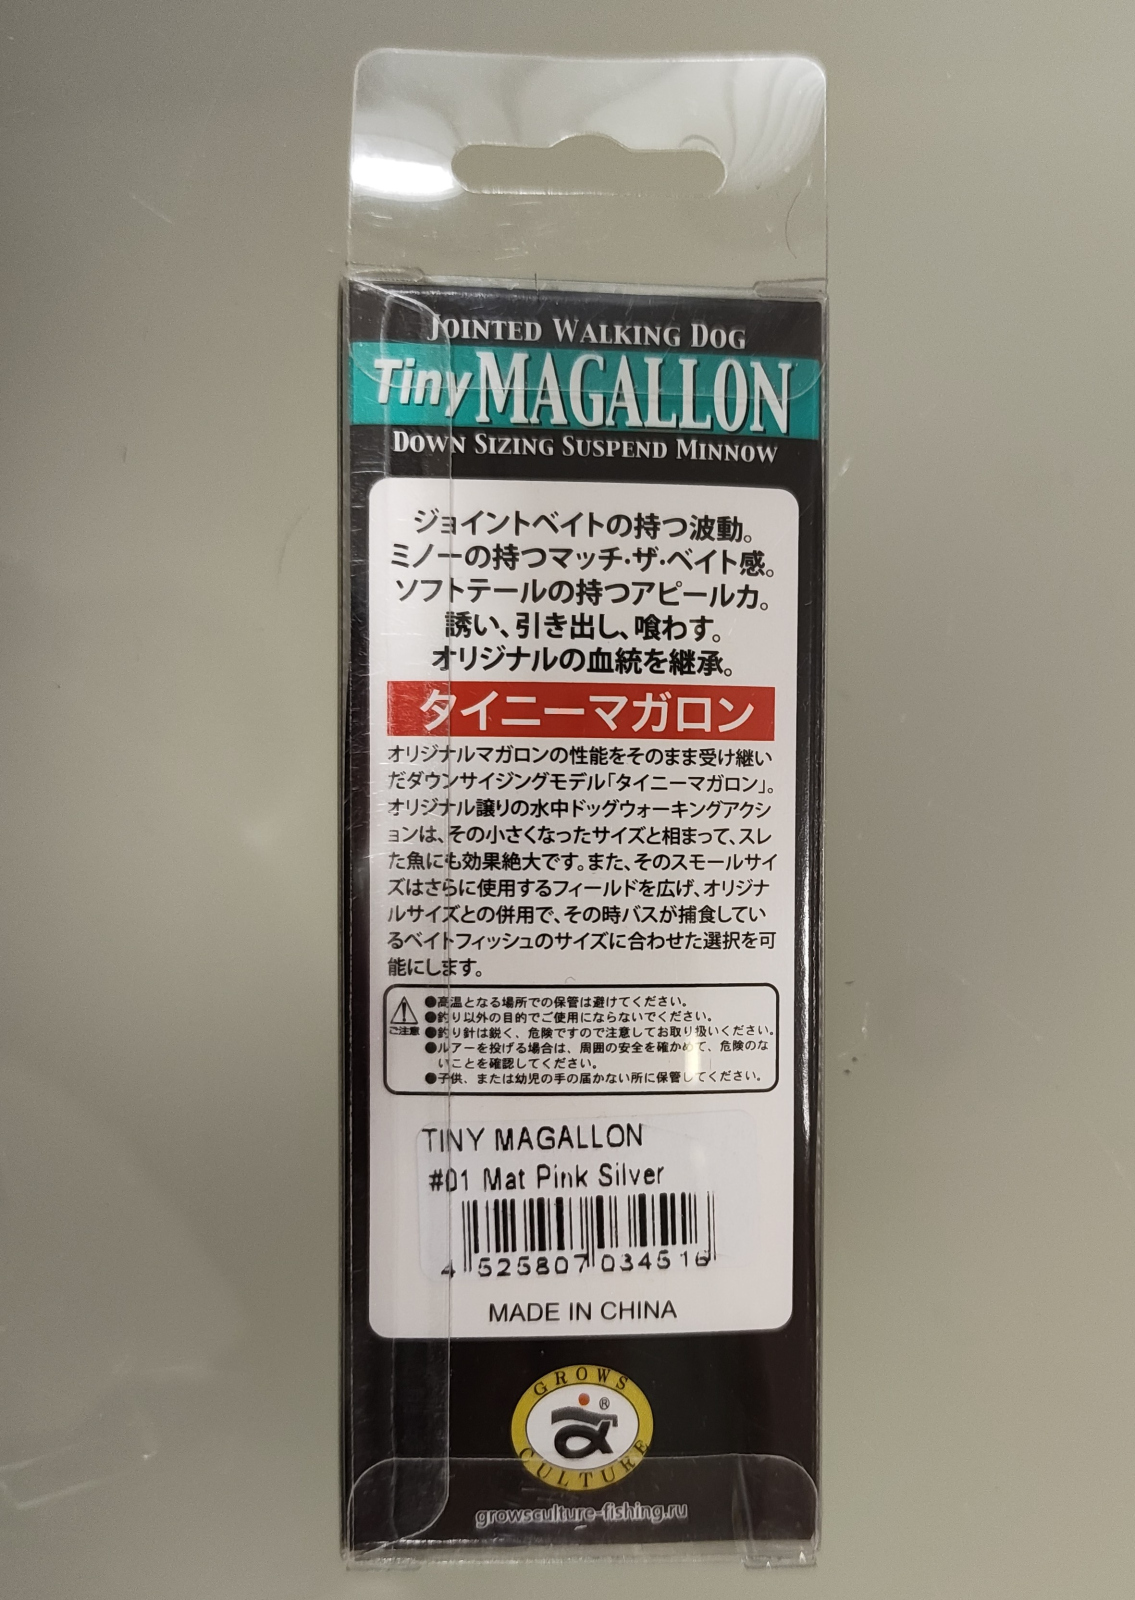 JOINTED WALKING DOG
Tiny MAGALLON
DOWN SIZING SUSPEND MINNOW
ジョイントベイトの持つ波動。
ミノーの持つマッチ・ザ・ベイト感。
ソフトテールの持つアピール力。
誘い、引き出し、喰わす。
オリジナルの血統を継承。
タイニーマガロン
オリジナルマガロンの性能をそのまま受け継い
だダウンサイジングモデル「タイニーマガロン」。
オリジナル譲りの水中ドッグウォーキングアクシ
ョンは、その小さくなったサイズと相まって、スレ
た魚にも効果絶大です。また、そのスモールサイ
ズはさらに使用するフィールドを広げ、オリジナ
ルサイズとの併用で、その時バスが捕食してい
るベイトフィッシュのサイズに合わせた選択を可
能にします。
ご注意
●高温となる場所での保管は避けてください。
●釣り以外の目的でご使用にならないでください。
●釣り針は鋭く、危険ですので注意してお取り扱いください。
●ルアーを投げる場合は、周囲の安全を確かめて、危険のな
いことを確認してください。
●子供、または幼児の手の届かない所に保管してください。
TINY MAGALLON
#01 Mat Pink Silver
4 525807 034516
MADE IN CHINA
GROWS
®
CULTURE
growsculture-fishing.ru